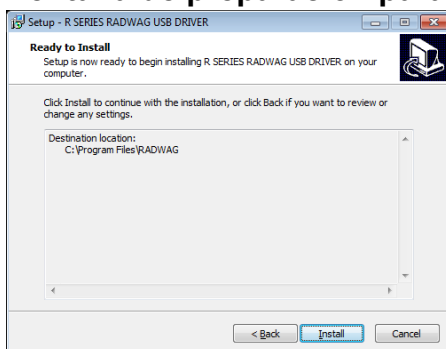 Setup - R SERIES RADWAG USB DRIVER
Ready to Install
Setup is now ready to begin installing R SERIES RADWAG USB DRIVER on your
computer.
Click Install to continue with the installation, or click Back if you want to review or
change any settings.
Destination location:
C:\Program Files\RADWAG
< Back
Install
Cancel